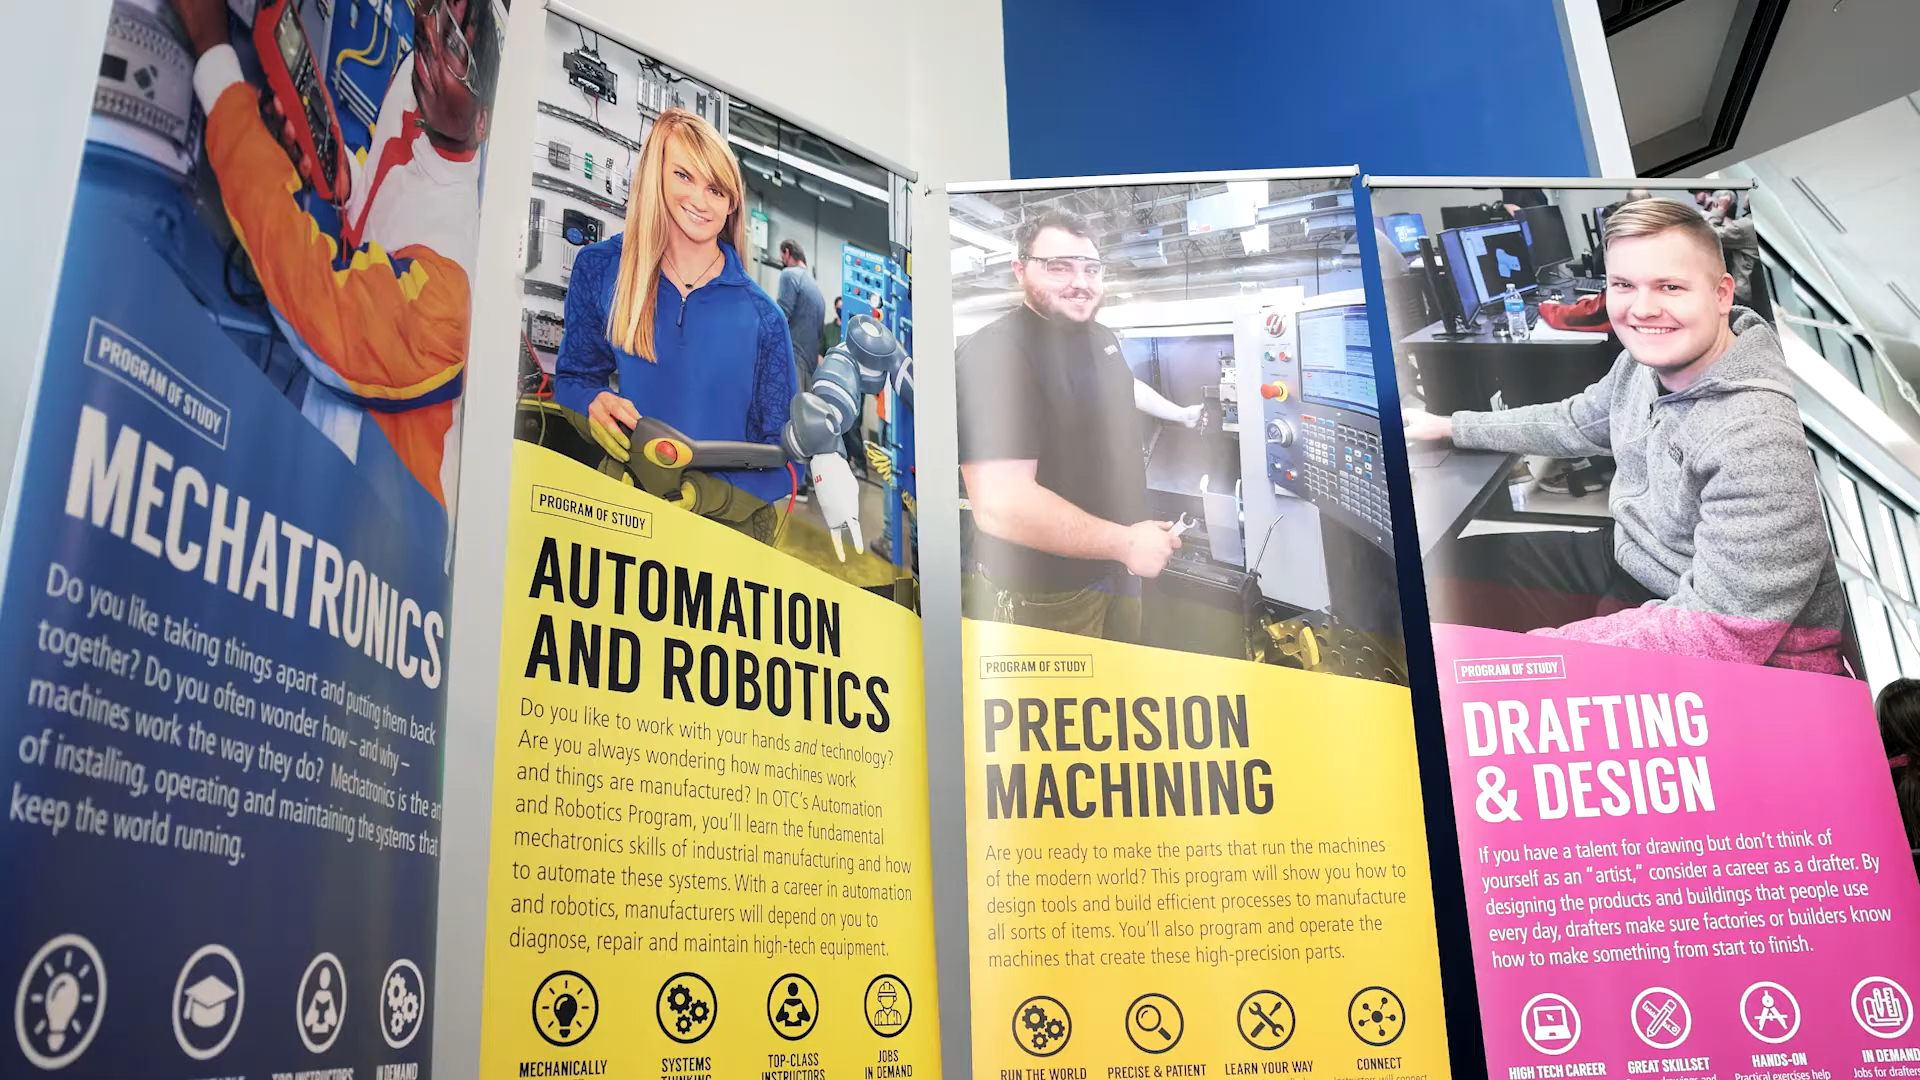 PROGRAM OF STUDY
MECHATRONICS
Do you like taking things apart and putting them back
together? Do you often wonder how – and why –
machines work the way they do? Mechatronics is the
of installing, operating and maintaining the systems that
keep the world running.
IN DEMAND
PROGRAM OF STUDY
AUTOMATION
AND ROBOTICS
Do you like to work with your hands and technology?
Are you always wondering how machines work
and things are manufactured? In OTC’s Automation
and Robotics Program, you’ll learn the fundamental
mechatronics skills of industrial manufacturing and how
to automate these systems. With a career in automation
and robotics, manufacturers will depend on you to
diagnose, repair and maintain high-tech equipment.
MECHANICALLY
SYSTEMS
THINKING
TOP-CLASS
INSTRUCTORS
JOBS
IN DEMAND
PROGRAM OF STUDY
PRECISION
MACHINING
Are you ready to make the parts that run the machines
of the modern world? This program will show you how to
design tools and build efficient processes to manufacture
all sorts of items. You’ll also program and operate the
machines that create these high-precision parts.
RUN THE WORLD
PRECISE & PATIENT
LEARN YOUR WAY
CONNECT
PROGRAM OF STUDY
DRAFTING
& DESIGN
If you have a talent for drawing but don’t think of
yourself as an “artist,” consider a career as a drafter. By
designing the products and buildings that people use
every day, drafters make sure factories or builders know
how to make something from start to finish.
HIGH TECH CAREER
GREAT SKILLSET
HANDS-ON
Practical exercises help
IN DEMAND
Jobs for drafters